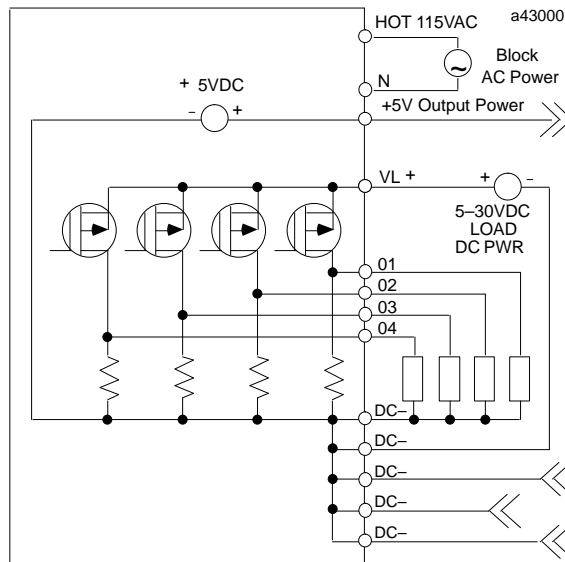 HOT 115VAC
a43000
~
Block
AC Power
N
+ 5VDC
- +
+5V Output Power
VL +
+ -
5–30VDC
LOAD
DC PWR
01
02
03
04
DC–
DC–
DC–
DC–
DC–